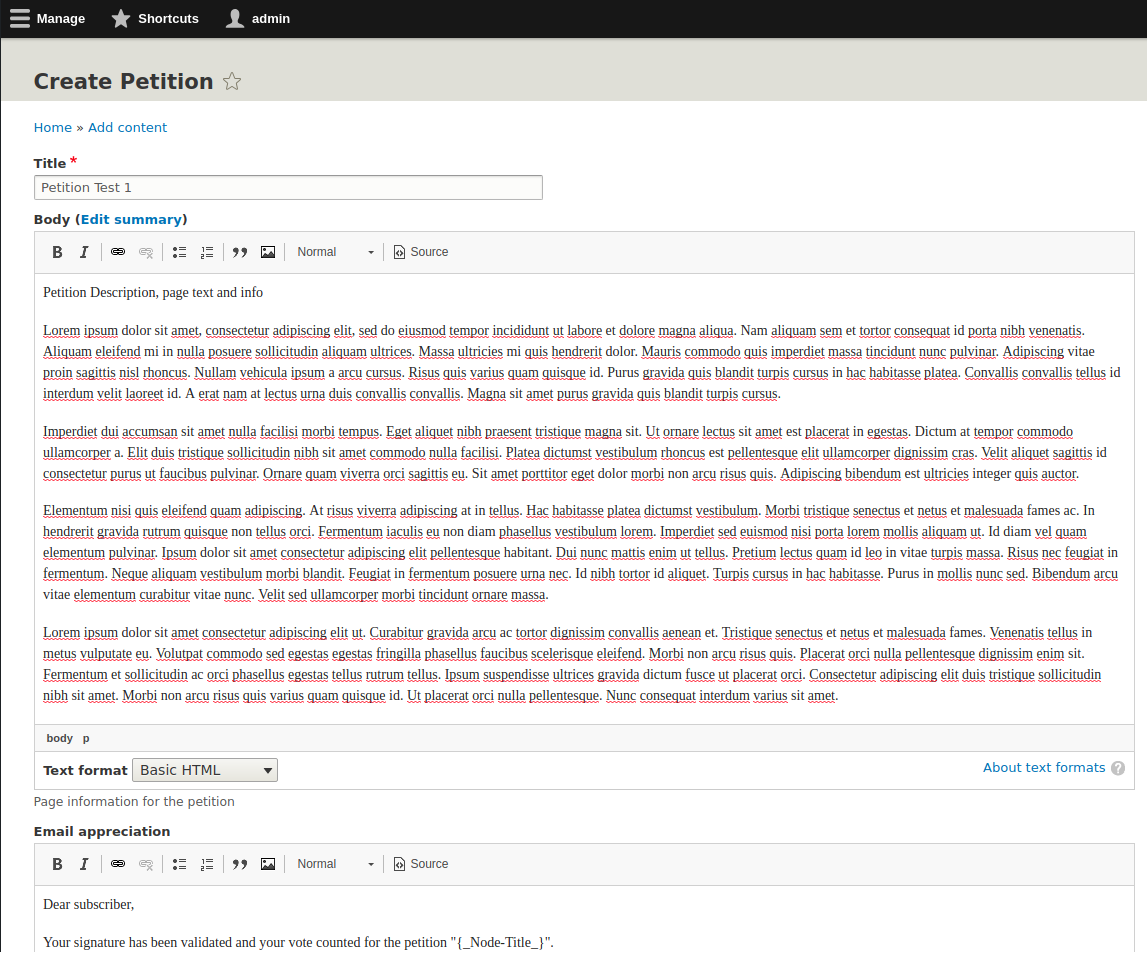 Manage Shortcuts admin
Create Petition
Home » Add content
Title *
Petition Test 1
Body (Edit summary)
B I Normal Source
Petition Description, page text and info
Lorem ipsum dolor sit amet, consectetur adipiscing elit, sed do eiusmod tempor incididunt ut labore et dolore magna aliqua. Nam aliquam sem et tortor consequat id porta nibh venenatis.
Aliquam eleifend mi in nulla posuere sollicitudin aliquam ultrices. Massa ultricies mi quis hendrerit dolor. Mauris commodo quis imperdiet massa tincidunt nunc pulvinar. Adipiscing vitae
proin sagittis nisl rhoncus. Nullam vehicula ipsum a arcu cursus. Risus quis varius quam quisque id. Purus gravida quis blandit turpis cursus in hac habitasse platea. Convallis convallis tellus id
interdum velit laoreet id. A erat nam at lectus urna duis convallis convallis. Magna sit amet purus gravida quis blandit turpis cursus.
Imperdiet dui accumsan sit amet nulla facilisi morbi tempus. Eget aliquet nibh praesent tristique magna sit. Ut ornare lectus sit amet est placerat in egestas. Dictum at tempor commodo
ullamcorper a. Elit duis tristique sollicitudin nibh sit amet commodo nulla facilisi. Platea dictumst vestibulum rhoncus est pellentesque elit ullamcorper dignissim cras. Velit aliquet sagittis id
consectetur purus ut faucibus pulvinar. Ornare quam viverra orci sagittis eu. Sit amet porttitor eget dolor morbi non arcu risus quis. Adipiscing bibendum est ultricies integer quis auctor.
Elementum nisi quis eleifend quam adipiscing. At risus viverra adipiscing at in tellus. Hac habitasse platea dictumst vestibulum. Morbi tristique senectus et netus et malesuada fames ac. In
hendrerit gravida rutrum quisque non tellus orci. Fermentum iaculis eu non diam phasellus vestibulum lorem. Imperdiet sed euismod nisi porta lorem mollis aliquam ut. Id diam vel quam
elementum pulvinar. Ipsum dolor sit amet consectetur adipiscing elit pellentesque habitant. Dui nunc mattis enim ut tellus. Pretium lectus quam id leo in vitae turpis massa. Risus nec feugiat in
fermentum. Neque aliquam vestibulum morbi blandit. Feugiat in fermentum posuere urna nec. Id nibh tortor id aliquet. Turpis cursus in hac habitasse. Purus in mollis nunc sed. Bibendum arcu
vitae elementum curabitur vitae nunc. Velit sed ullamcorper morbi tincidunt ornare massa.
Lorem ipsum dolor sit amet consectetur adipiscing elit ut. Curabitur gravida arcu ac tortor dignissim convallis aenean et. Tristique senectus et netus et malesuada fames. Venenatis tellus in
metus vulputate eu. Volutpat commodo sed egestas egestas fringilla phasellus faucibus scelerisque eleifend. Morbi non arcu risus quis. Placerat orci nulla pellentesque dignissim enim sit.
Fermentum et sollicitudin ac orci phasellus egestas tellus rutrum tellus. Ipsum suspendisse ultrices gravida dictum fusce ut placerat orci. Consectetur adipiscing elit duis tristique sollicitudin
nibh sit amet. Morbi non arcu risus quis varius quam quisque id. Ut placerat orci nulla pellentesque. Nunc consequat interdum varius sit amet.
body p
Text format Basic HTML About text formats ?
Page information for the petition
Email appreciation
B I Normal Source
Dear subscriber,
Your signature has been validated and your vote counted for the petition "{_Node-Title_}".